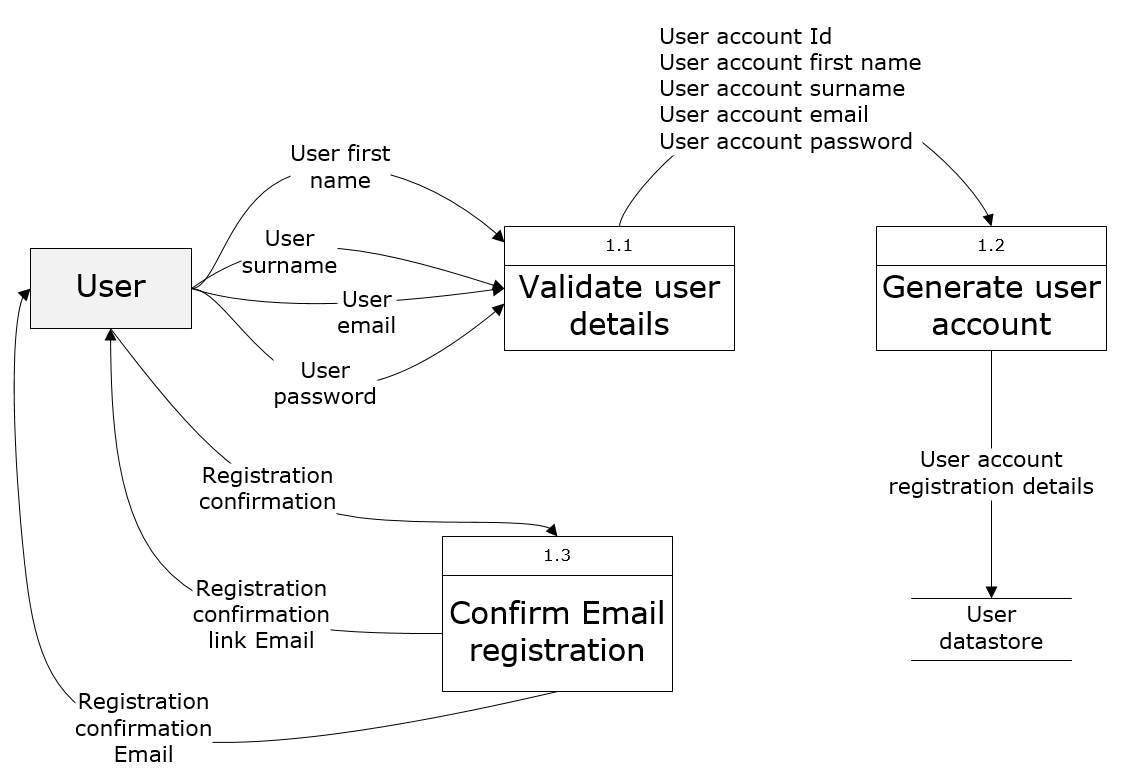 User account Id
User account first name
User account surname
User account email
User account password
User first
name
User
surname
User
email
User
password
User
1.1
Validate user
details
1.2
Generate user
account
User account
registration details
User
datastore
Registration
confirmation
1.3
Confirm Email
registration
Registration
confirmation
link Email
Registration
confirmation
Email